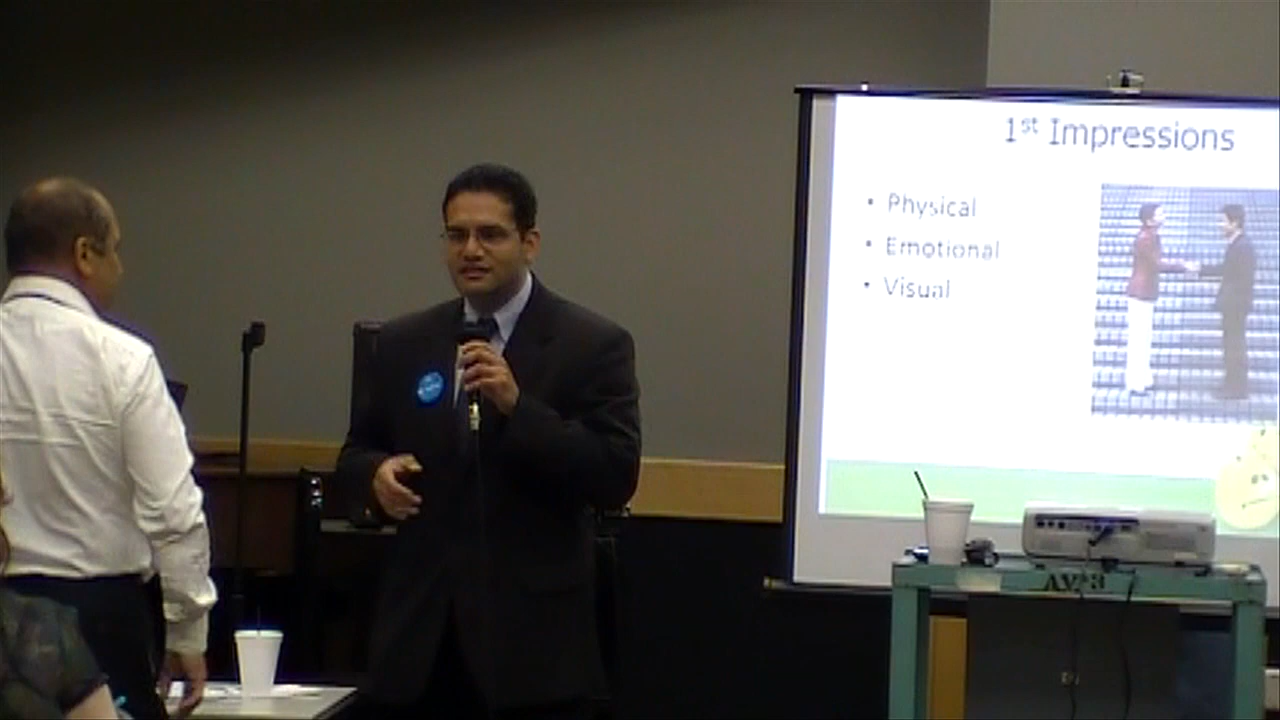 1st Impressions
• Physical
• Emotional
• Visual